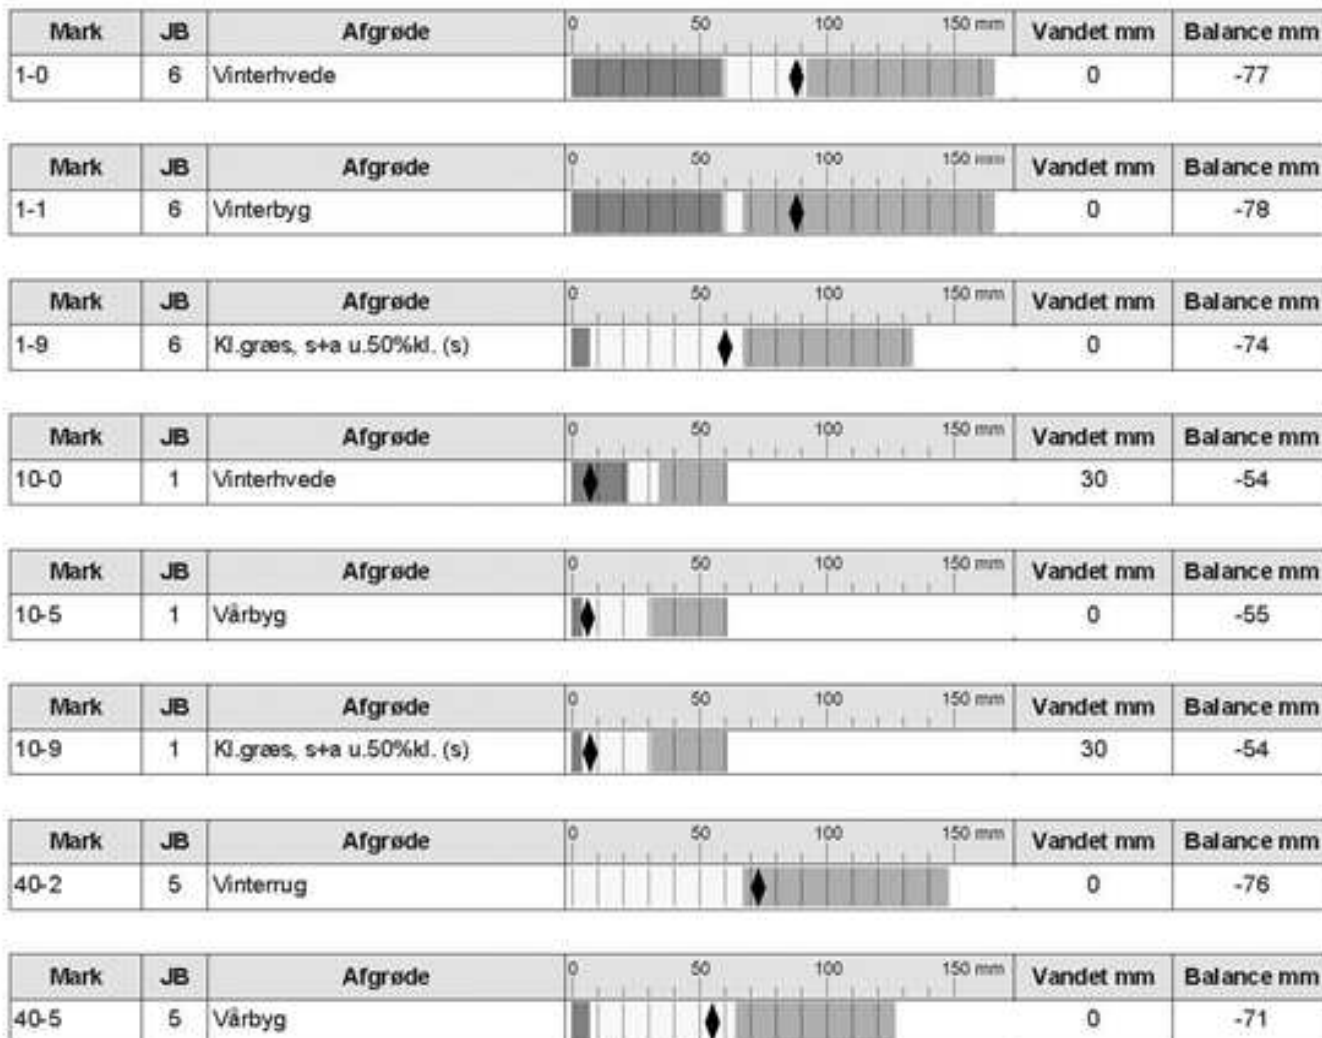 Mark JB Afgrøde 0 50 100 150 mm Vandet mm Balance mm
1-0 6 Vinterhvede 0 -77
Mark JB Afgrøde 0 50 100 150 mm Vandet mm Balance mm
1-1 6 Vinterbyg 0 -78
Mark JB Afgrøde 0 50 100 150 mm Vandet mm Balance mm
1-9 6 Kl.græs, s+a u.50%kl. (s) 0 -74
Mark JB Afgrøde 0 50 100 150 mm Vandet mm Balance mm
10-0 1 Vinterhvede 30 -54
Mark JB Afgrøde 0 50 100 150 mm Vandet mm Balance mm
10-5 1 Vårbyg 0 -55
Mark JB Afgrøde 0 50 100 150 mm Vandet mm Balance mm
10-9 1 Kl.græs, s+a u.50%kl. (s) 30 -54
Mark JB Afgrøde 0 50 100 150 mm Vandet mm Balance mm
40-2 5 Vinterrug 0 -76
Mark JB Afgrøde 0 50 100 150 mm Vandet mm Balance mm
40-5 5 Vårbyg 0 -71